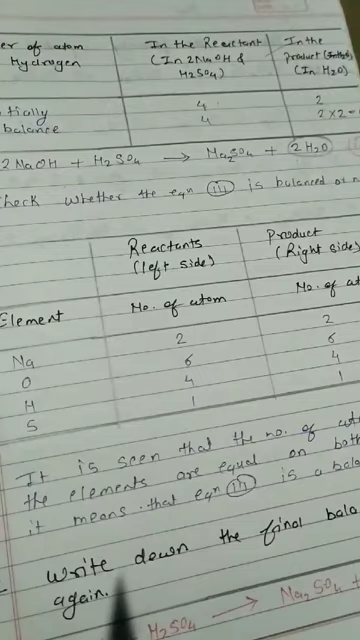 er of atom In the Reactant In the
Hydrogen (In 2NaOH & product
H2SO4) (In H2O)
tially 4 2
balance 4 2×2=
2NaOH + H2SO4 → Na2SO4 + 2H2O
Check whether the eqn (iii) is balanced or n
Reactants Product
(left side) (Right side)
Element No. of atom No. of at
Na 2 2
O 6 6
H 4 4
S 1 1
It is seen that the no. of ato
the elements are equal on both
it means that eqn (iii) is a bala
Write down the final bala
again.
H2SO4 → Na2SO4 +